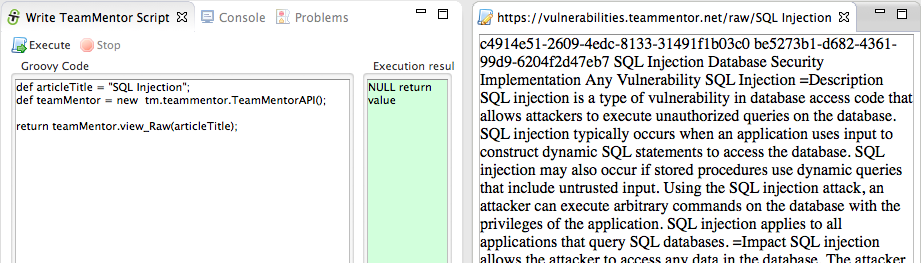 Write TeamMentor Script
Console
Problems
Execute
Stop
Groovy Code
Execution resul
def articleTitle = "SQL Injection";
def teamMentor = new  tm.teammentor.TeamMentorAPI();
return teamMentor.view_Raw(articleTitle);
NULL return
value
https://vulnerabilities.teammentor.net/raw/SQL Injection
c4914e51-2609-4edc-8133-31491f1b03c0 be5273b1-d682-4361-
99d9-6204f2d47eb7 SQL Injection Database Security
Implementation Any Vulnerability SQL Injection =Description
SQL injection is a type of vulnerability in database access code that
allows attackers to execute unauthorized queries on the database.
SQL injection typically occurs when an application uses input to
construct dynamic SQL statements to access the database. SQL
injection may also occur if stored procedures use dynamic queries
that include untrusted input. Using the SQL injection attack, an
attacker can execute arbitrary commands on the database with the
privileges of the application. SQL injection applies to all
applications that query SQL databases. =Impact SQL injection
allows the attacker to access any data in the database. The attacker